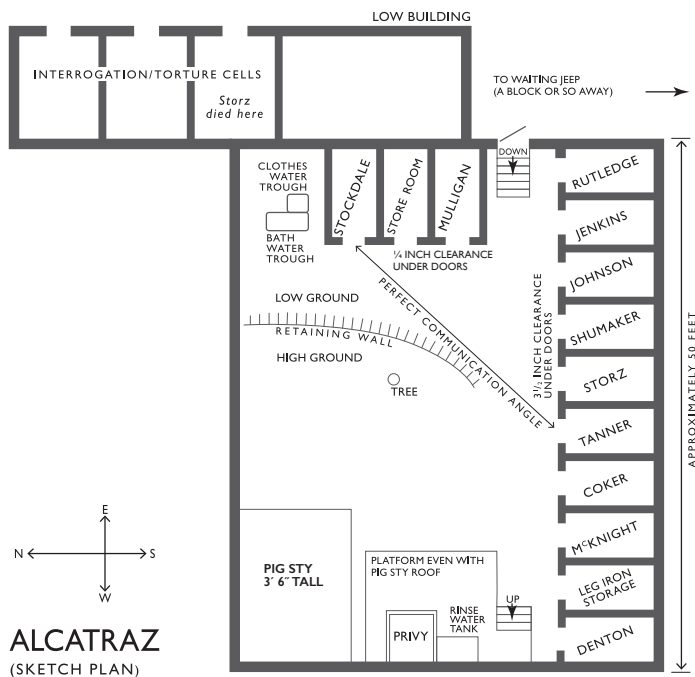 LOW BUILDING
INTERROGATION/TORTURE CELLS
Storz
died here
TO WAITING JEEP
(A BLOCK OR SO AWAY)
DOWN
CLOTHES
WATER
TROUGH
BATH
WATER
TROUGH
STOCKDALE
STORE ROOM
MULLIGAN
¼ INCH CLEARANCE
UNDER DOORS
RUTLEDGE
JENKINS
JOHNSON
SHUMAKER
STORZ
TANNER
COKER
McKNIGHT
LEG IRON
STORAGE
DENTON
3½ INCH CLEARANCE
UNDER DOORS
APPROXIMATELY 50 FEET
PERFECT COMMUNICATION ANGLE
LOW GROUND
RETAINING WALL
HIGH GROUND
TREE
PIG STY
3′ 6″ TALL
PLATFORM EVEN WITH
PIG STY ROOF
UP
RINSE
WATER
TANK
PRIVY
E
N
S
W
ALCATRAZ
(SKETCH PLAN)